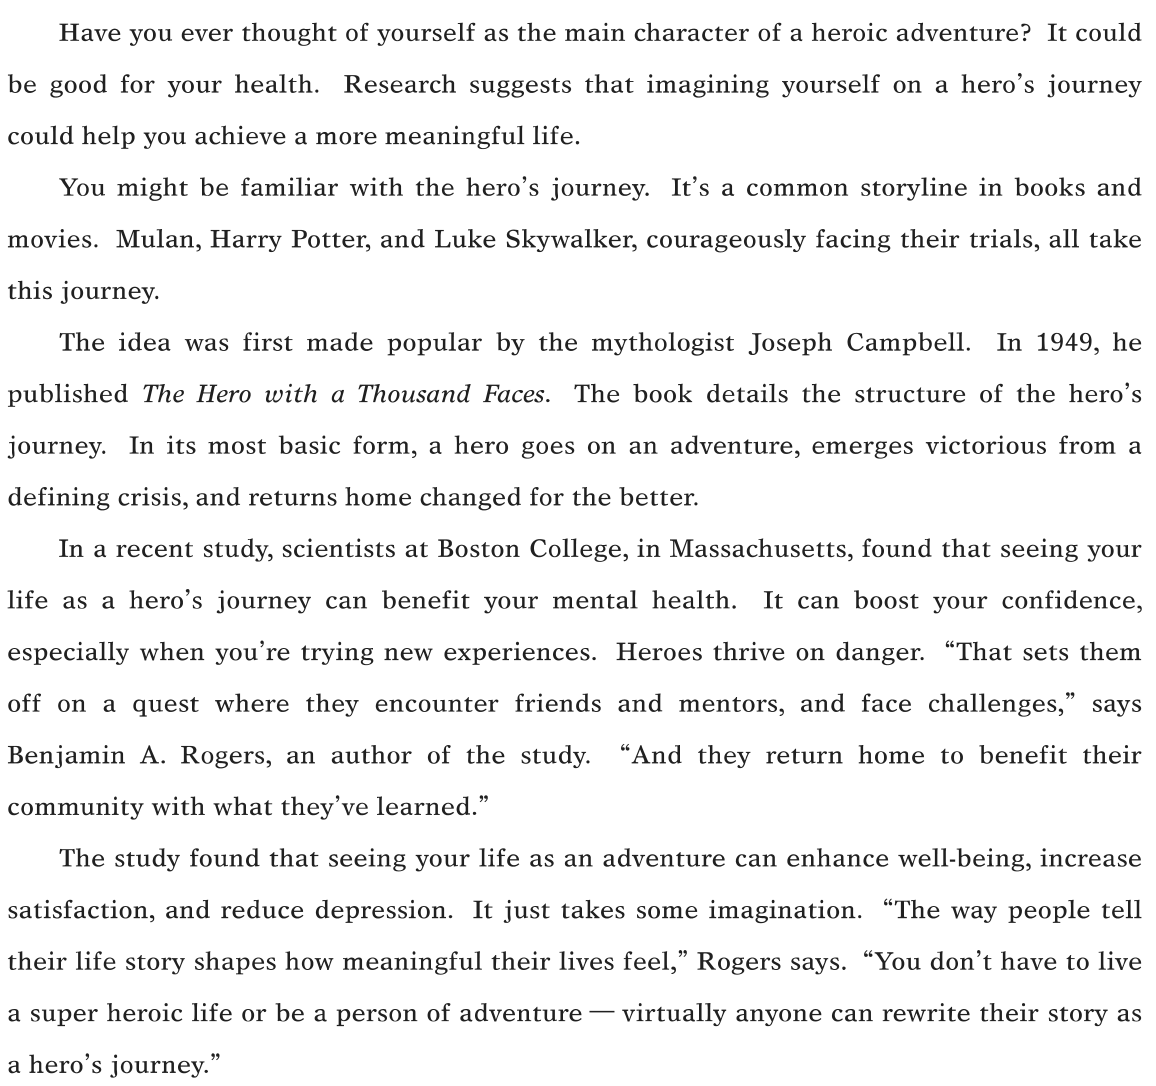 Have you ever thought of yourself as the main character of a heroic adventure? It could
be good for your health. Research suggests that imagining yourself on a hero’s journey
could help you achieve a more meaningful life.
You might be familiar with the hero’s journey. It’s a common storyline in books and
movies. Mulan, Harry Potter, and Luke Skywalker, courageously facing their trials, all take
this journey.
The idea was first made popular by the mythologist Joseph Campbell. In 1949, he
published The Hero with a Thousand Faces. The book details the structure of the hero’s
journey. In its most basic form, a hero goes on an adventure, emerges victorious from a
defining crisis, and returns home changed for the better.
In a recent study, scientists at Boston College, in Massachusetts, found that seeing your
life as a hero’s journey can benefit your mental health. It can boost your confidence,
especially when you’re trying new experiences. Heroes thrive on danger. “That sets them
off on a quest where they encounter friends and mentors, and face challenges,” says
Benjamin A. Rogers, an author of the study. “And they return home to benefit their
community with what they’ve learned.”
The study found that seeing your life as an adventure can enhance well-being, increase
satisfaction, and reduce depression. It just takes some imagination. “The way people tell
their life story shapes how meaningful their lives feel,” Rogers says. “You don’t have to live
a super heroic life or be a person of adventure — virtually anyone can rewrite their story as
a hero’s journey.”